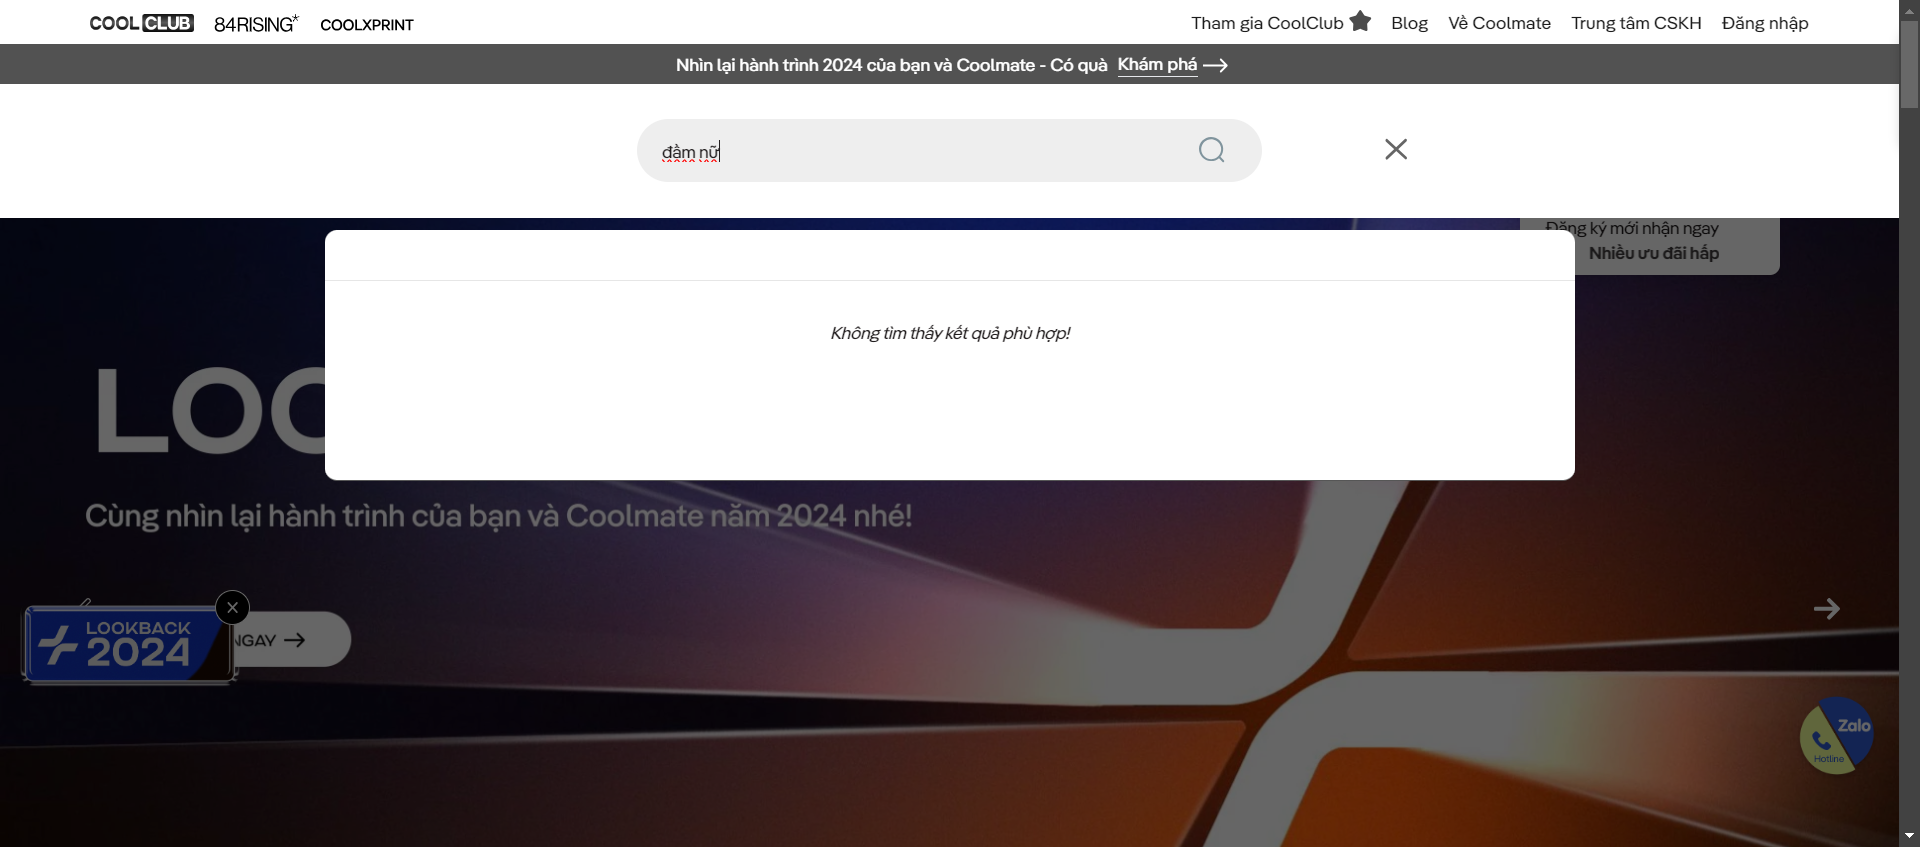 COOLCLUB 84RISING* COOLXPRINT Tham gia CoolClub Blog Về Coolmate Trung tâm CSKH Đăng nhập
Nhìn lại hành trình 2024 của bạn và Coolmate - Có quà Khám phá
đầm nữ
Đăng ký mới nhận ngay
Nhiều ưu đãi hấp
Không tìm thấy kết quả phù hợp!
Cùng nhìn lại hành trình của bạn và Coolmate năm 2024 nhé!
LOOKBACK
2024
NGAY
Zalo
Hotline